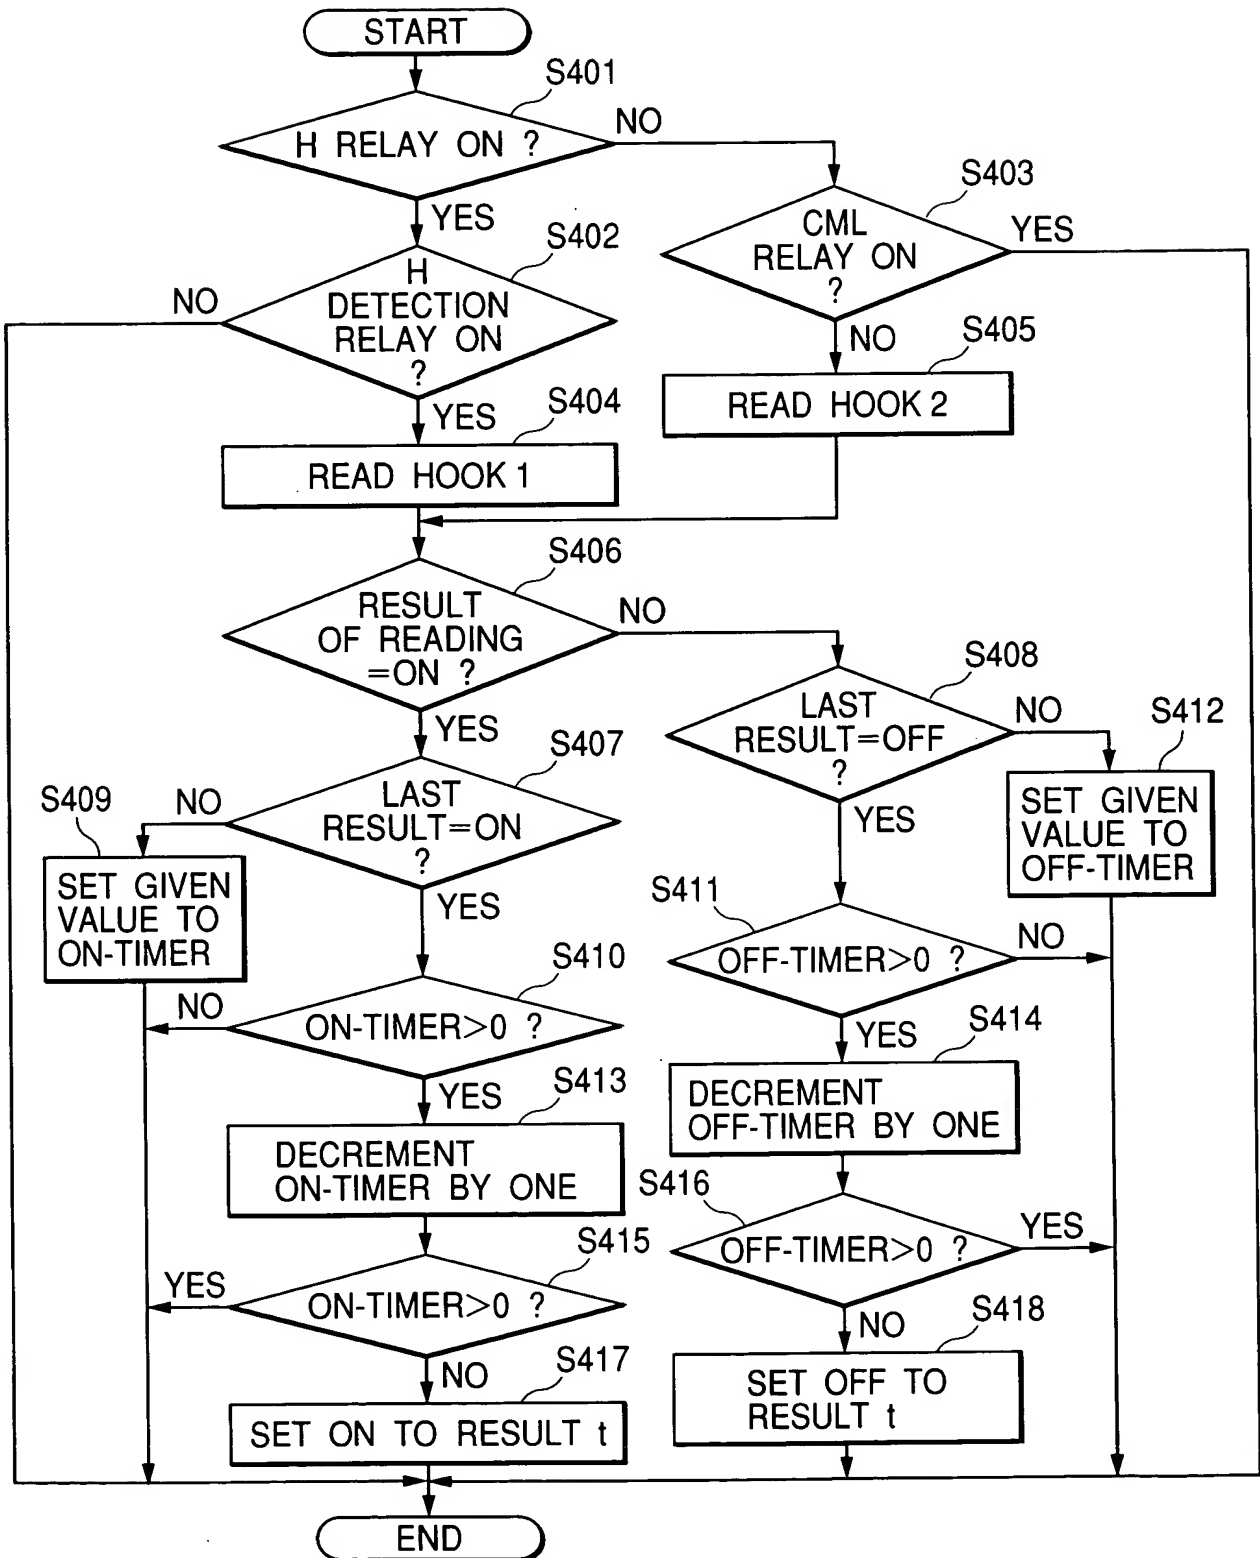 START
S401
H RELAY ON ?
NO
YES
S403
CML
RELAY ON
?
YES
NO
S402
H
DETECTION
RELAY ON
?
NO
YES
S405
READ HOOK 2
S404
READ HOOK 1
S406
RESULT
OF READING
=ON ?
NO
YES
S408
LAST
RESULT=OFF
?
NO
YES
S412
SET GIVEN
VALUE TO
OFF-TIMER
S407
LAST
RESULT=ON
?
NO
YES
S409
SET GIVEN
VALUE TO
ON-TIMER
S411
OFF-TIMER>0 ?
NO
YES
S410
ON-TIMER>0 ?
NO
YES
S414
DECREMENT
OFF-TIMER BY ONE
S413
DECREMENT
ON-TIMER BY ONE
S416
OFF-TIMER>0 ?
YES
NO
S415
ON-TIMER>0 ?
YES
NO
S418
SET OFF TO
RESULT t
S417
SET ON TO RESULT t
END